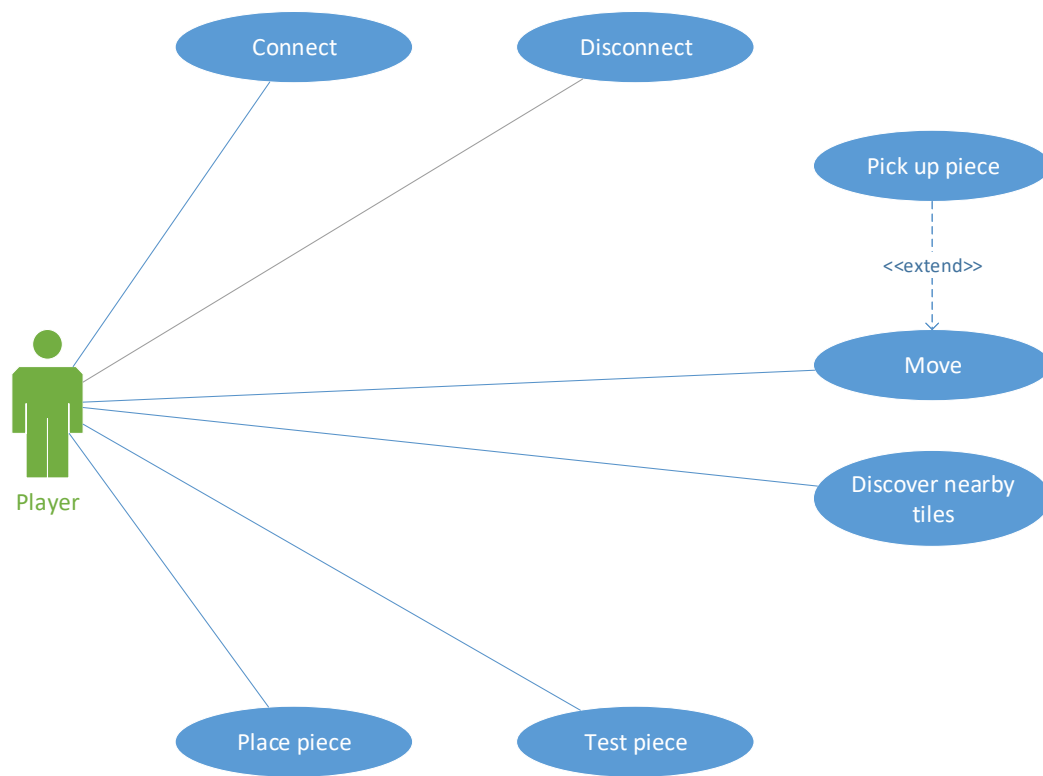 Connect
Disconnect
Pick up piece
<<extend>>
Move
Discover nearby
tiles
Player
Place piece
Test piece